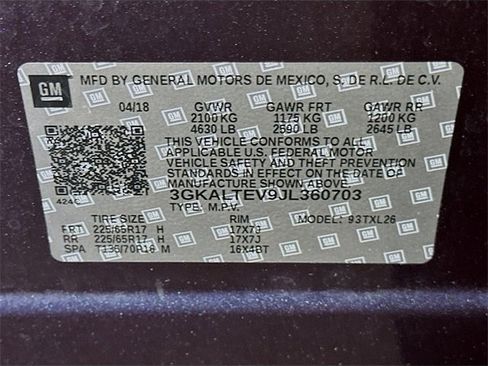 GM MFD BY GENERAL MOTORS DE MEXICO, S. DE R.L. DE C.V.
04/18 GVWR GAWR FRT GAWR RR
2100 KG 1175 KG 1200 KG
4630 LB 2590 LB 2645 LB
THIS VEHICLE CONFORMS TO ALL
APPLICABLE U.S. FEDERAL MOTOR
VEHICLE SAFETY AND THEFT PREVENTION
STANDARDS IN EFFECT ON THE DATE OF
MANUFACTURE SHOWN ABOVE.
424C 3GKALTEV9JL360703
TYPE: M.P.V. MODEL: 93TXL26
TIRE SIZE RIM
FRT 225/65R17 H 17X7J
RR 225/65R17 H 17X7J
SPA T135/70R16 M 16X4BT